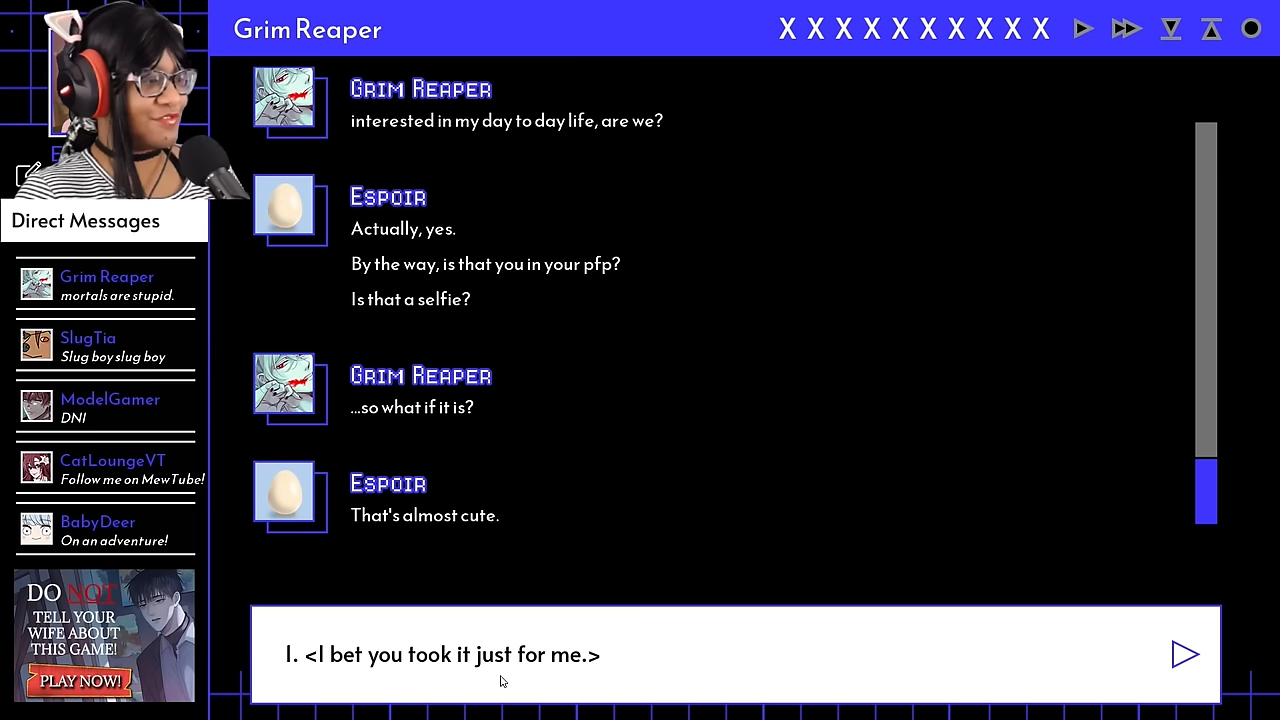 Grim Reaper
X X X X X X X X X X
Grim Reaper
interested in my day to day life, are we?
Espoir
Actually, yes.
By the way, is that you in your pfp?
Is that a selfie?
Grim Reaper
...so what if it is?
Espoir
That's almost cute.
1. <I bet you took it just for me.>
Direct Messages
Grim Reaper
mortals are stupid.
SlugTia
Slug boy slug boy
ModelGamer
DNI
CatLoungeVT
Follow me on MewTube!
BabyDeer
On an adventure!
DO NOT
TELL YOUR
WIFE ABOUT
THIS GAME!
PLAY NOW!